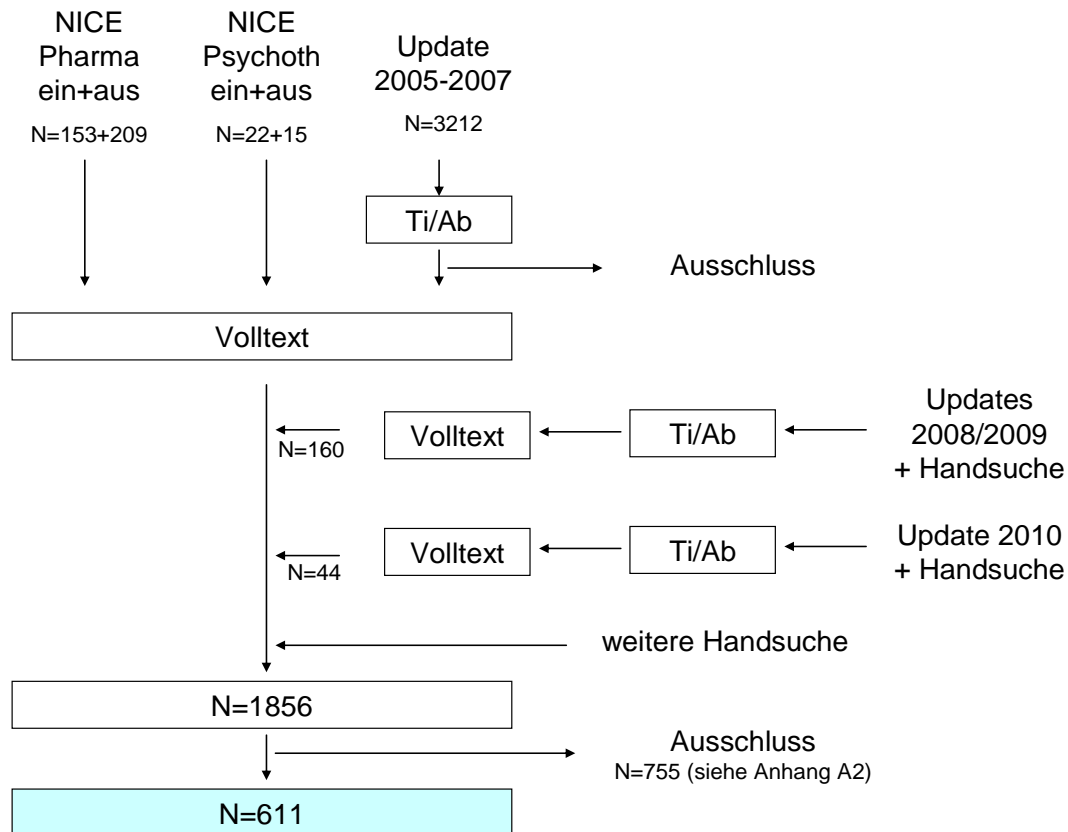 NICE
Pharma
ein+aus
N=153+209
NICE
Psychoth
ein+aus
N=22+15
Update
2005-2007
N=3212
Ti/Ab
Ausschluss
Volltext
Updates
2008/2009
+ Handsuche
Ti/Ab
Volltext
N=160
Update 2010
+ Handsuche
Ti/Ab
Volltext
N=44
weitere Handsuche
N=1856
Ausschluss
N=755 (siehe Anhang A2)
N=611